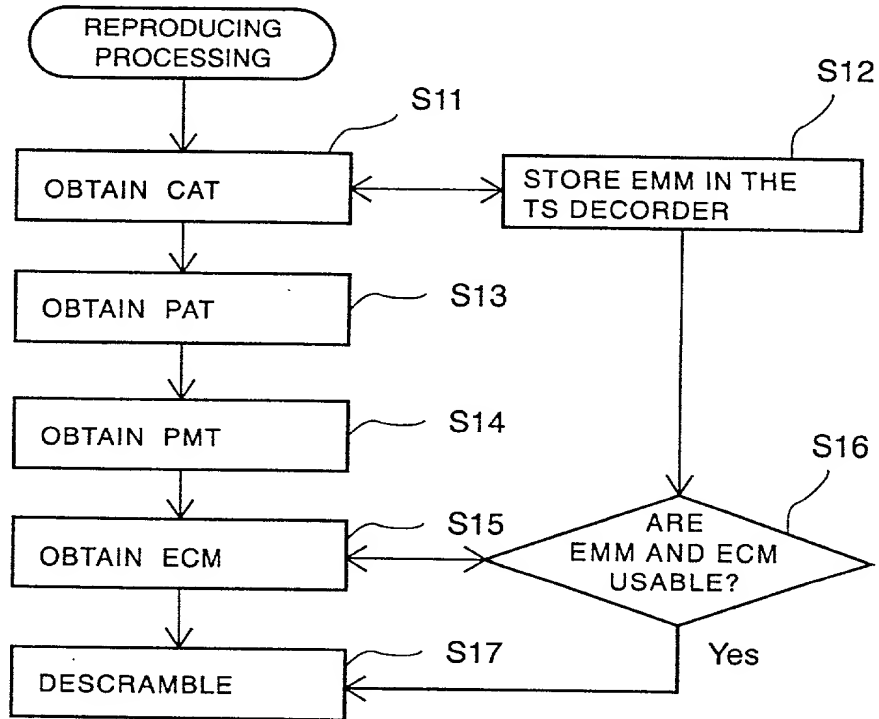 REPRODUCING
PROCESSING
S11
OBTAIN CAT
S12
STORE EMM IN THE
TS DECORDER
OBTAIN PAT
S13
OBTAIN PMT
S14
OBTAIN ECM
S15
S16
ARE
EMM AND ECM
USABLE?
Yes
DESCRAMBLE
S17